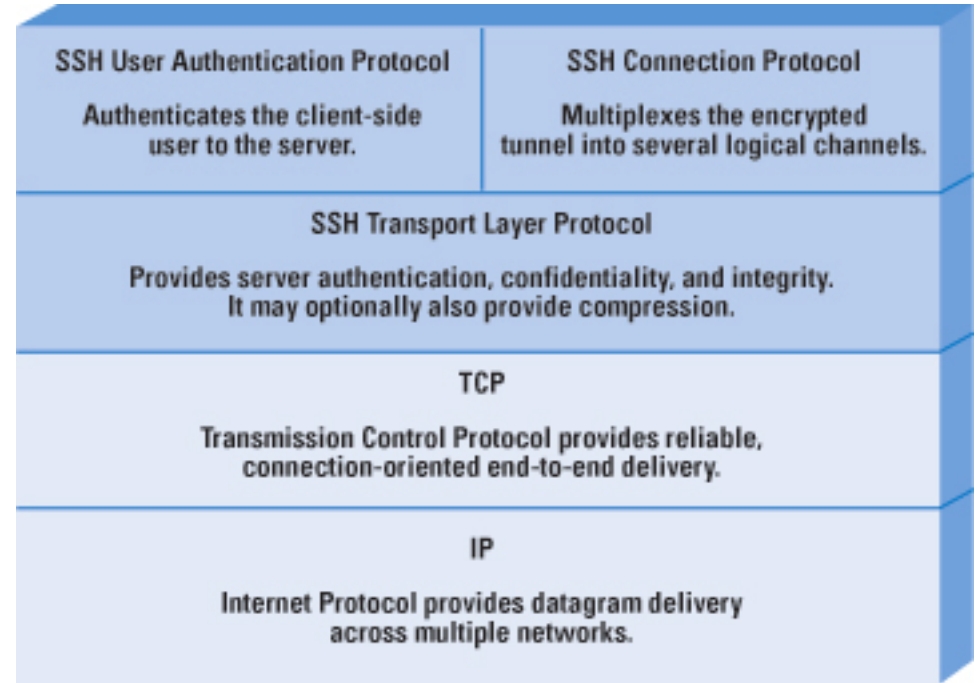 SSH User Authentication Protocol
Authenticates the client-side
user to the server.
SSH Connection Protocol
Multiplexes the encrypted
tunnel into several logical channels.
SSH Transport Layer Protocol
Provides server authentication, confidentiality, and integrity.
It may optionally also provide compression.
TCP
Transmission Control Protocol provides reliable,
connection-oriented end-to-end delivery.
IP
Internet Protocol provides datagram delivery
across multiple networks.